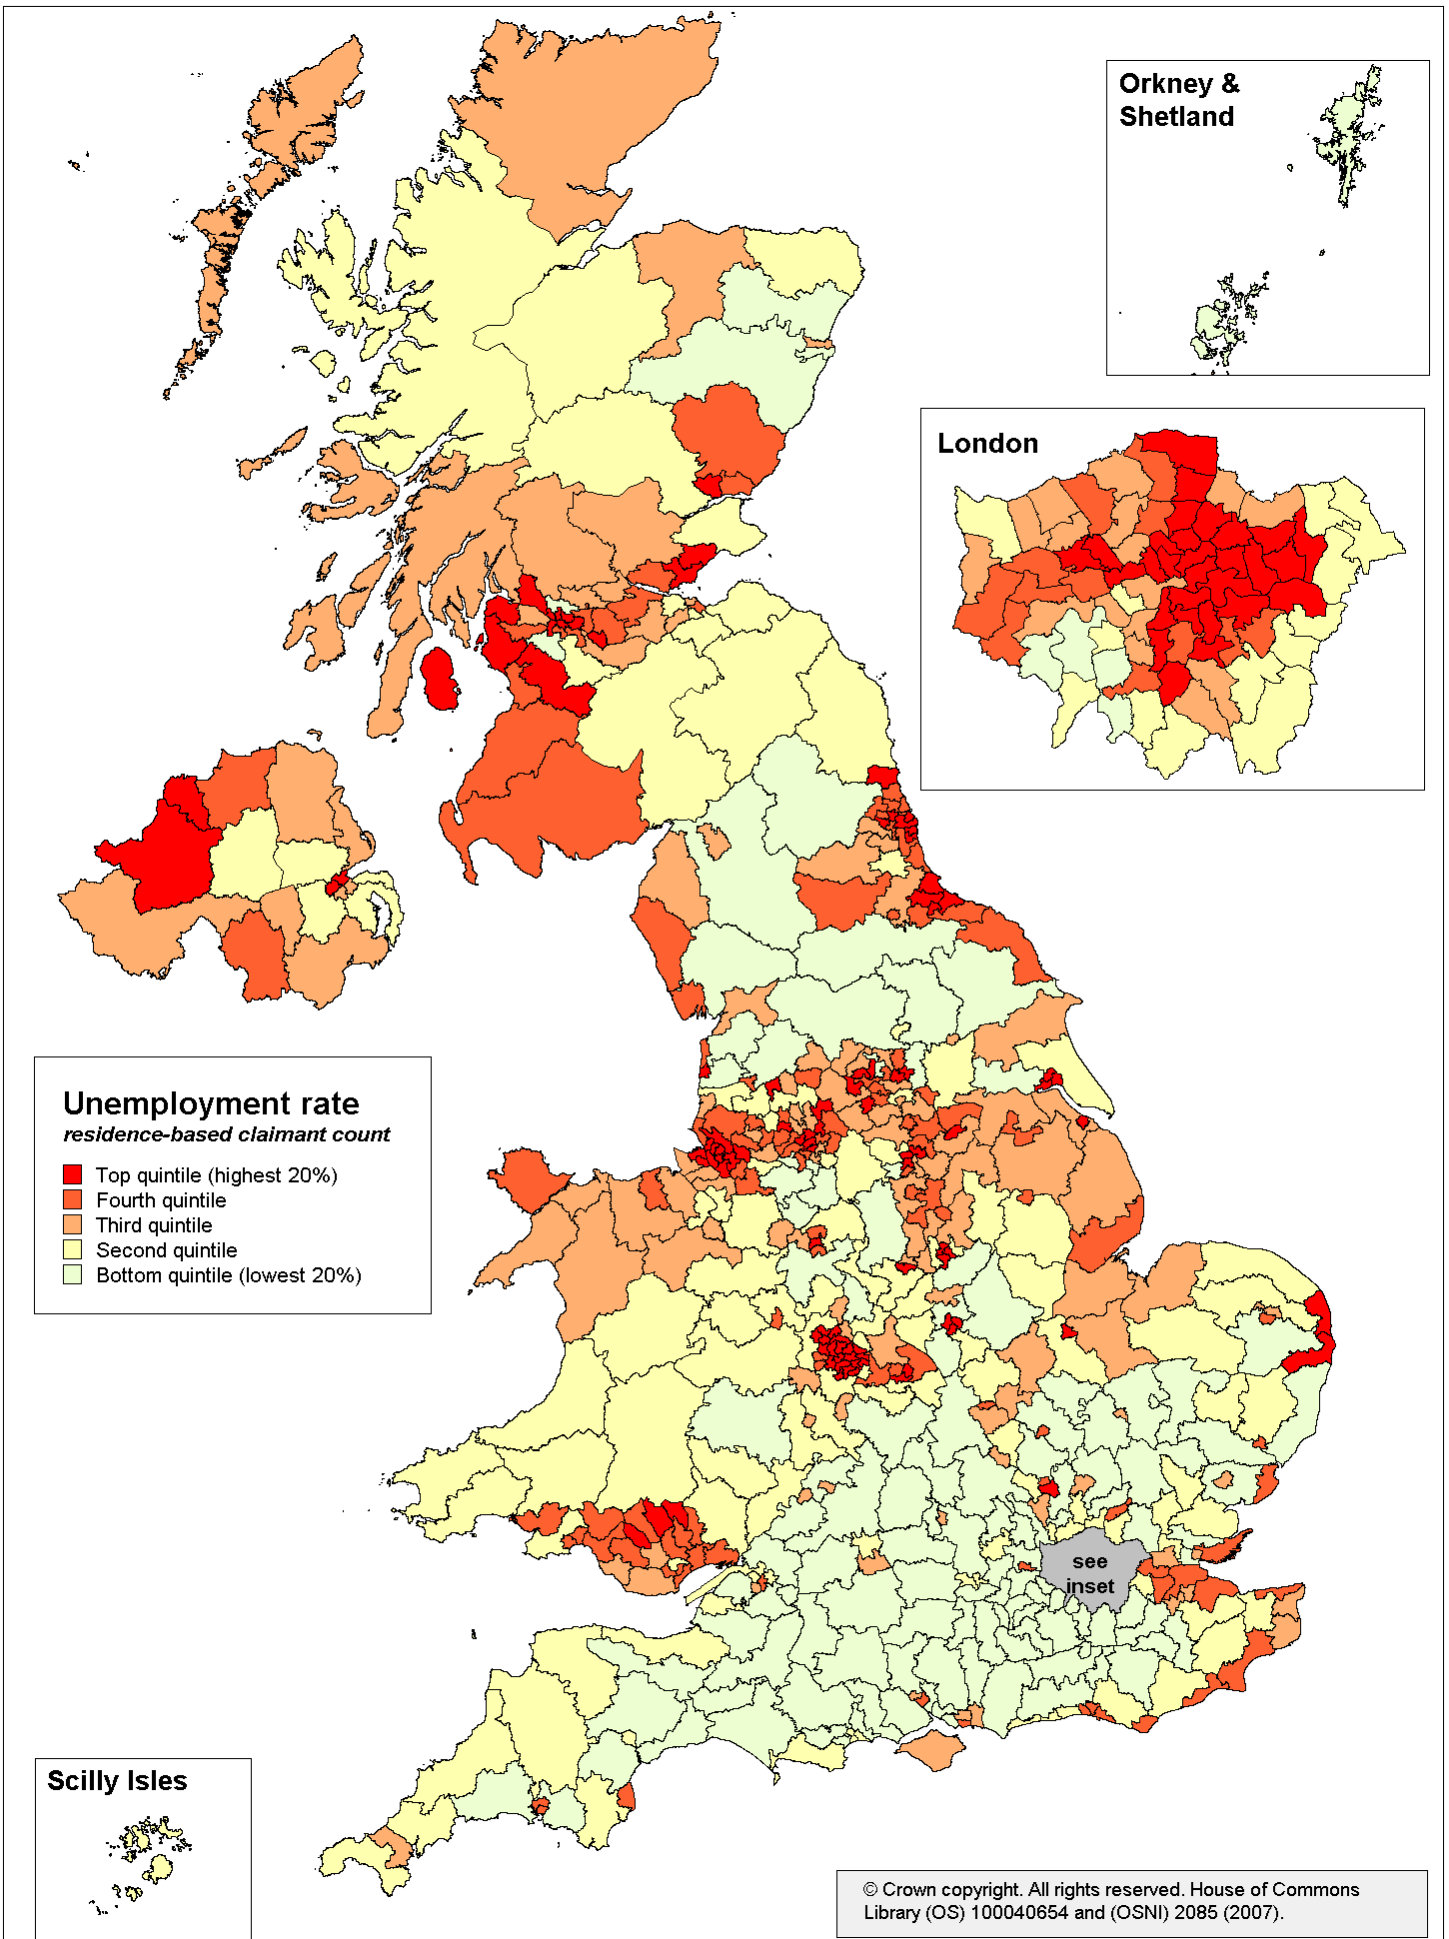 Orkney &
Shetland
London
Unemployment rate
residence-based claimant count
Top quintile (highest 20%)
Fourth quintile
Third quintile
Second quintile
Bottom quintile (lowest 20%)
see
inset
Scilly Isles
© Crown copyright. All rights reserved. House of Commons
Library (OS) 100040654 and (OSNI) 2085 (2007).